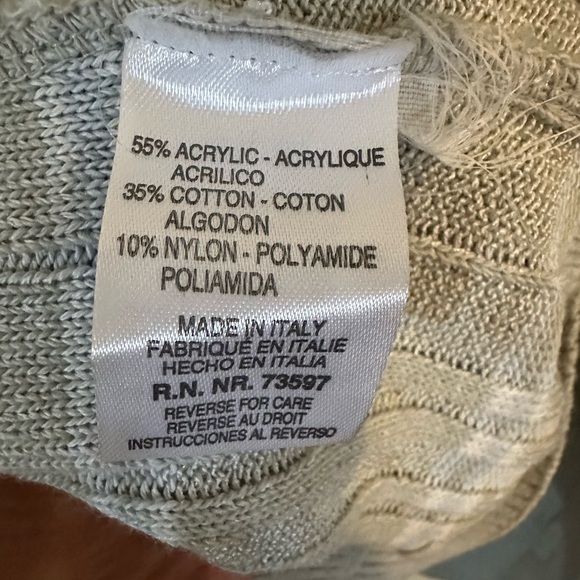 55% ACRYLIC - ACRYLIQUE
ACRILICO
35% COTTON - COTON
ALGODON
10% NYLON - POLYAMIDE
POLIAMIDA
MADE IN ITALY
FABRIQUE EN ITALIE
HECHO EN ITALIA
R.N. NR. 73597
REVERSE FOR CARE
REVERSE AU DROIT
INSTRUCCIONES AL REVERSO